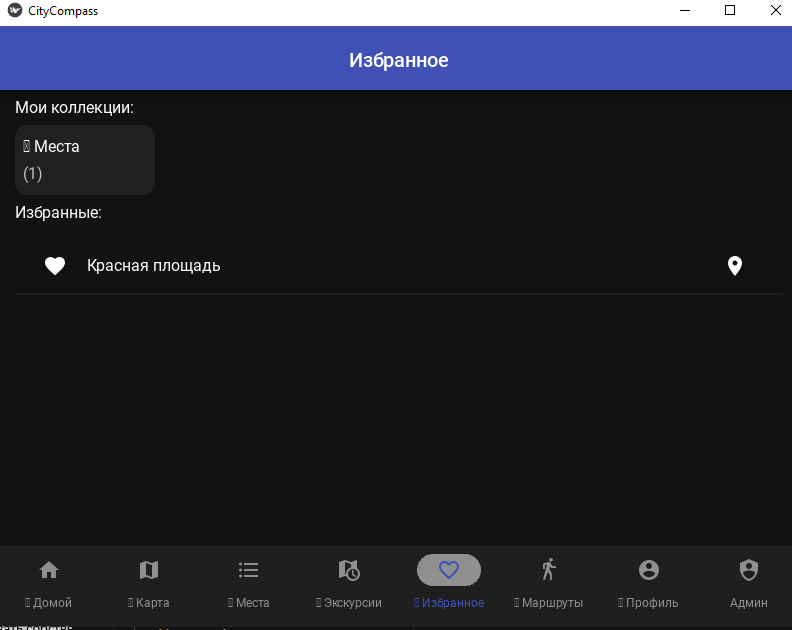 CityCompass
Избранное
Мои коллекции:
Места
(1)
Избранные:
Красная площадь
Домой
Карта
Места
Экскурсии
Избранное
Маршруты
Профиль
Админ